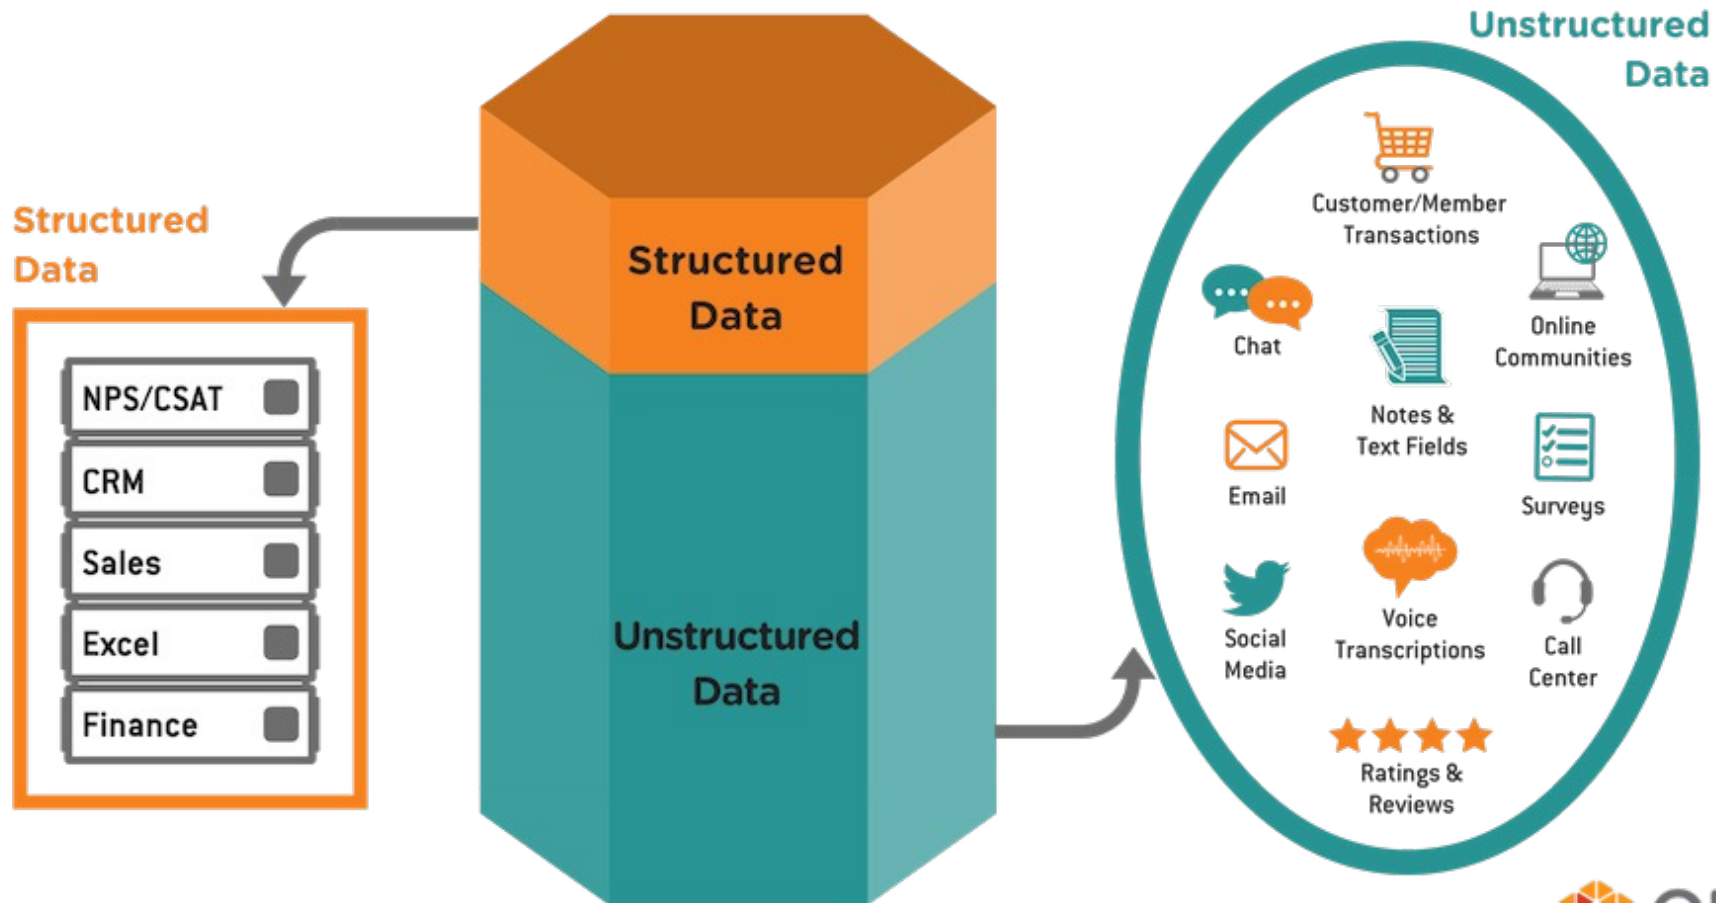 Structured
Data
NPS/CSAT
CRM
Sales
Excel
Finance
Structured
Data
Unstructured
Data
Unstructured
Data
Customer/Member
Transactions
Chat
Online
Communities
Notes &
Text Fields
Email
Surveys
Social
Media
Voice
Transcriptions
Call
Center
Ratings &
Reviews